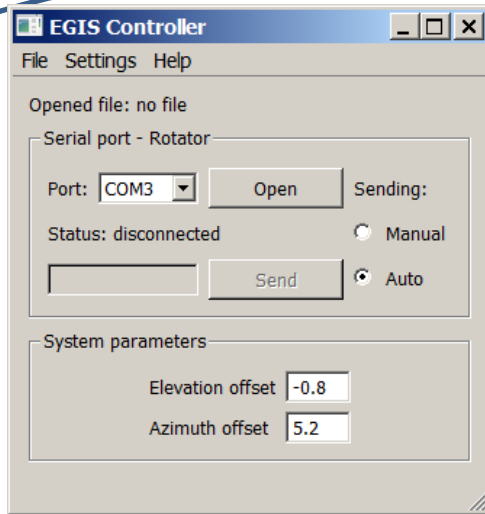 EGIS Controller
File Settings Help
Opened file: no file
Serial port - Rotator
Port: COM3 Open Sending:
Status: disconnected Manual
Send Auto
System parameters
Elevation offset -0.8
Azimuth offset 5.2